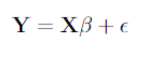 Y = Xβ + ϵ